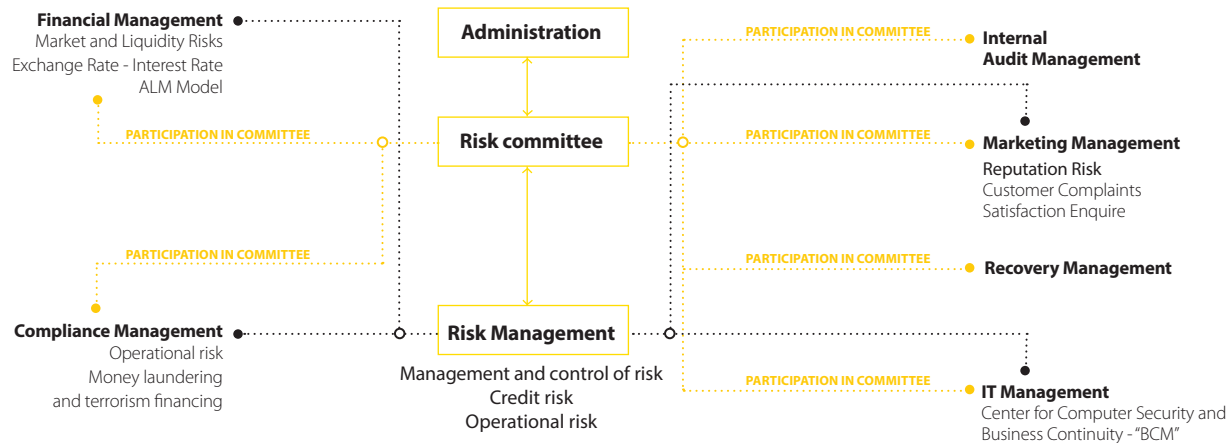 Financial Management
Market and Liquidity Risks
Exchange Rate - Interest Rate
ALM Model
PARTICIPATION IN COMMITTEE
PARTICIPATION IN COMMITTEE
Compliance Management
Operational risk
Money laundering
and terrorism financing
Administration
Risk committee
Risk Management
Management and control of risk
Credit risk
Operational risk
PARTICIPATION IN COMMITTEE
Internal
Audit Management
PARTICIPATION IN COMMITTEE
Marketing Management
Reputation Risk
Customer Complaints
Satisfaction Enquire
PARTICIPATION IN COMMITTEE
Recovery Management
PARTICIPATION IN COMMITTEE
IT Management
Center for Computer Security and
Business Continuity - “BCM”